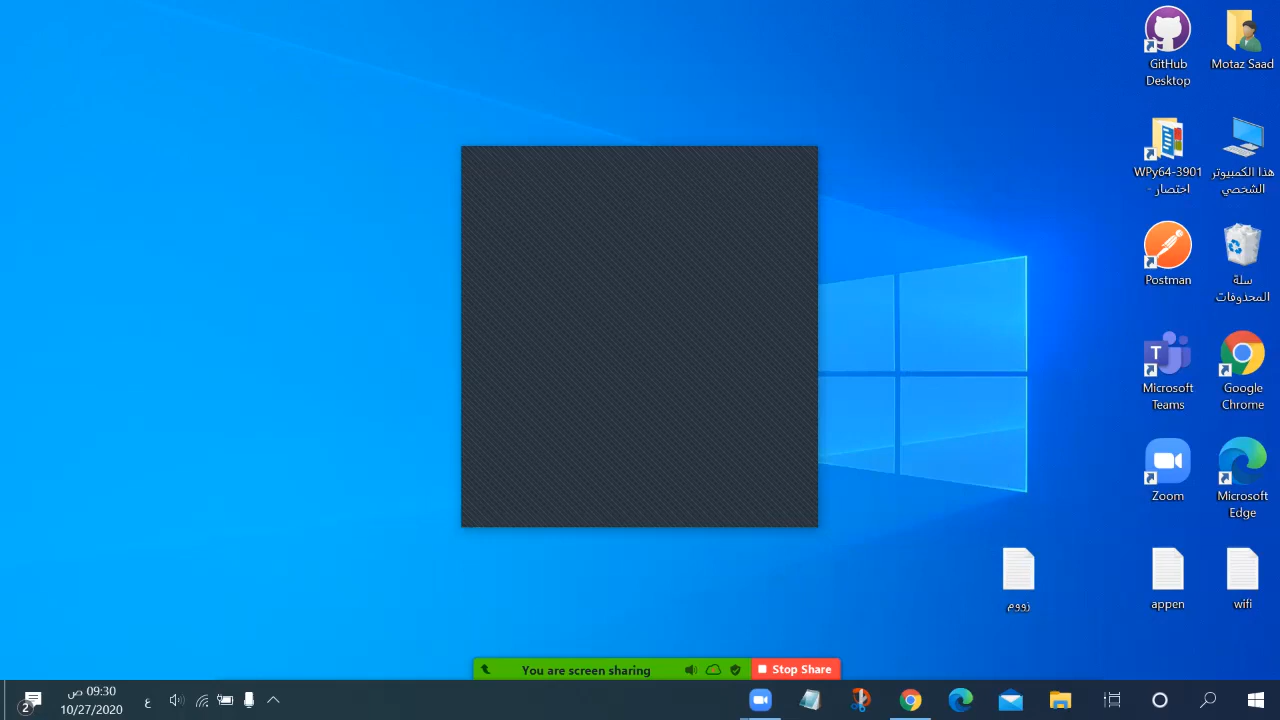 Motaz Saad
GitHub
Desktop
هذا الكمبيوتر
الشخصي
WPy64-3901
- اختصار
سلة
المحذوفات
Postman
Google
Chrome
Microsoft
Teams
Microsoft
Edge
Zoom
wifi
appen
زووم
You are screen sharing
Stop Share
09:30 ص
10/27/2020
ع
2